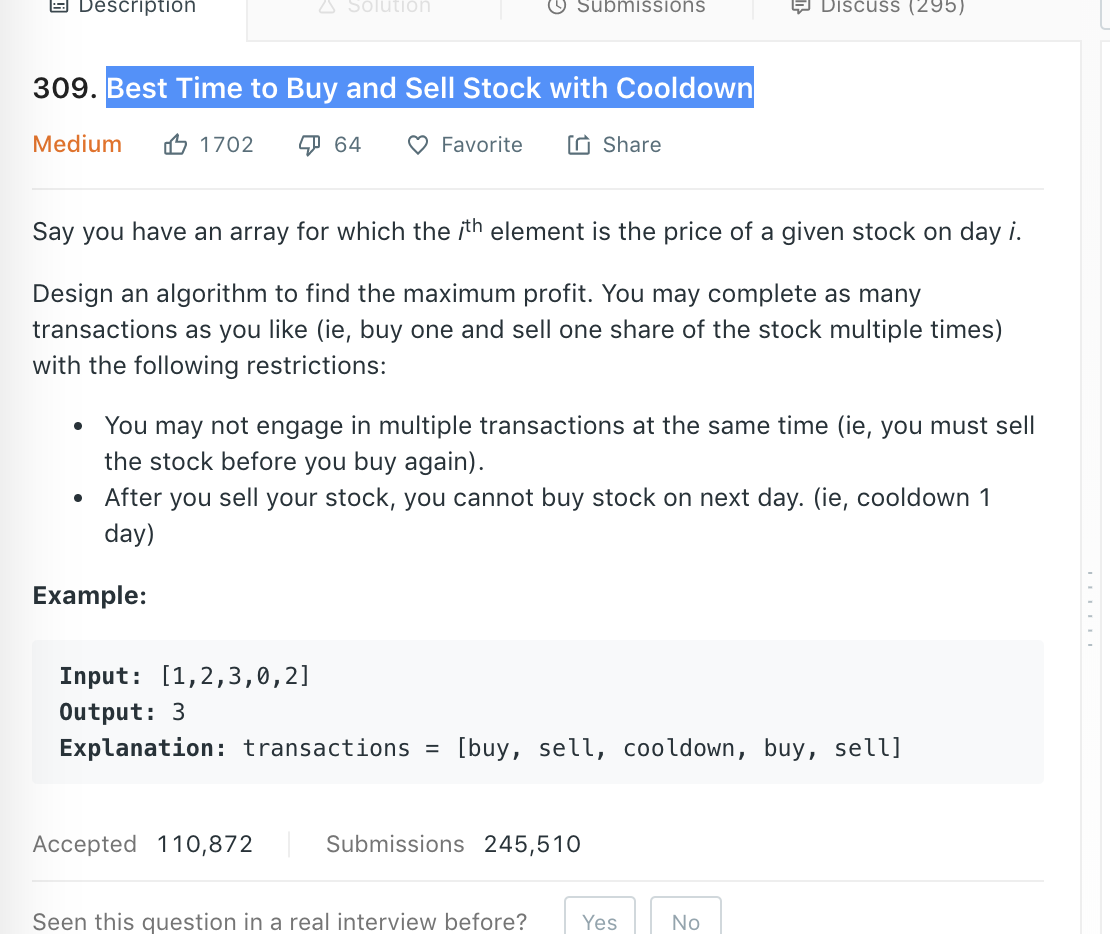 Description Solution Submissions Discuss (295)
309. Best Time to Buy and Sell Stock with Cooldown
Medium 1702 64 Favorite Share
Say you have an array for which the ith element is the price of a given stock on day i.
Design an algorithm to find the maximum profit. You may complete as many
transactions as you like (ie, buy one and sell one share of the stock multiple times)
with the following restrictions:
• You may not engage in multiple transactions at the same time (ie, you must sell
the stock before you buy again).
• After you sell your stock, you cannot buy stock on next day. (ie, cooldown 1
day)
Example:
Input: [1,2,3,0,2]
Output: 3
Explanation: transactions = [buy, sell, cooldown, buy, sell]
Accepted 110,872 Submissions 245,510
Seen this question in a real interview before? Yes No